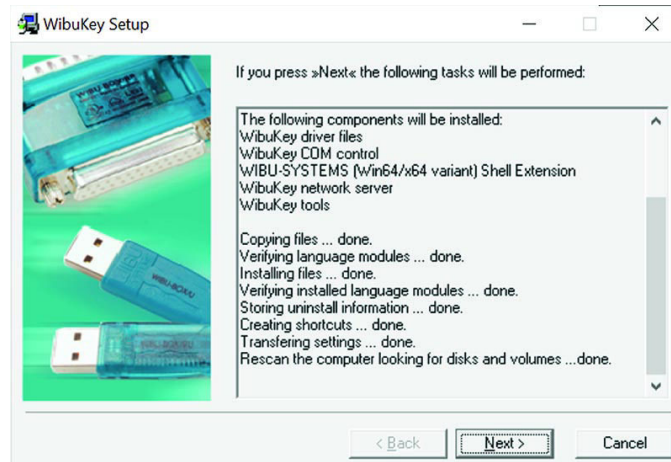 WibuKey Setup
If you press »Next« the following tasks will be performed:
The following components will be installed:
WibuKey driver files
WibuKey COM control
WIBU-SYSTEMS (Win64/x64 variant) Shell Extension
WibuKey network server
WibuKey tools
Copying files ... done.
Verifying language modules ... done.
Installing files ... done.
Verifying installed language modules ... done.
Storing uninstall information ... done.
Creating shortcuts ... done.
Transfering settings ... done.
Rescan the computer looking for disks and volumes ...done.
WIBU-BOX/U
< Back
Next >
Cancel